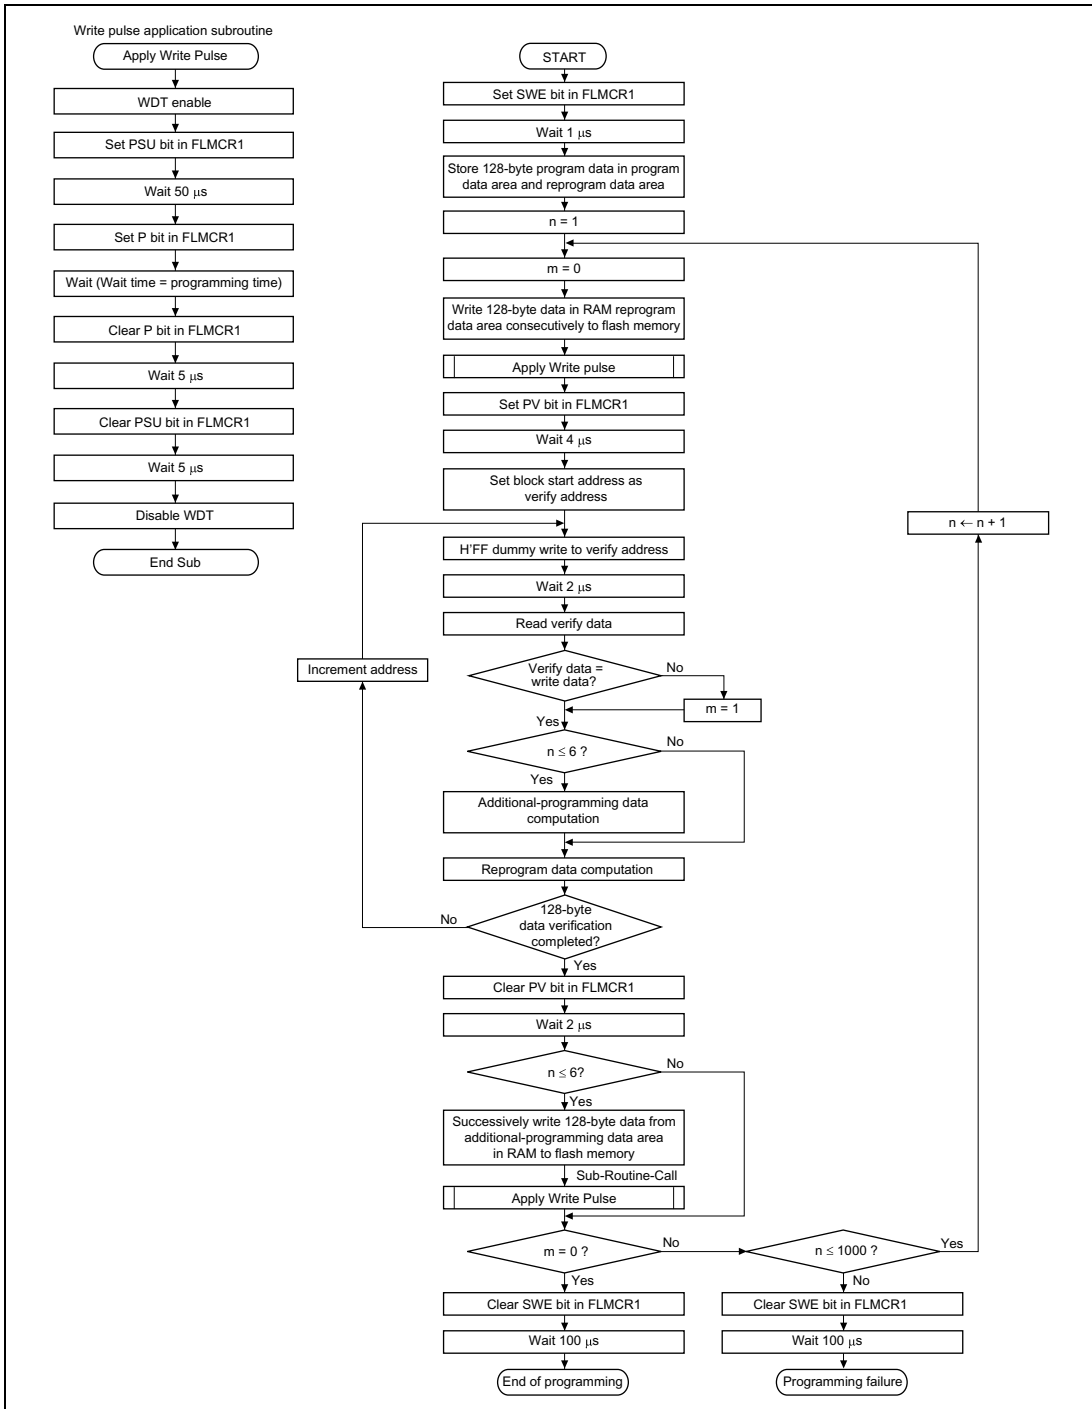 Write pulse application subroutine
Apply Write Pulse
WDT enable
Set PSU bit in FLMCR1
Wait 50 μs
Set P bit in FLMCR1
Wait (Wait time = programming time)
Clear P bit in FLMCR1
Wait 5 μs
Clear PSU bit in FLMCR1
Wait 5 μs
Disable WDT
End Sub
START
Set SWE bit in FLMCR1
Wait 1 μs
Store 128-byte program data in program
data area and reprogram data area
n = 1
m = 0
Write 128-byte data in RAM reprogram
data area consecutively to flash memory
Apply Write pulse
Set PV bit in FLMCR1
Wait 4 μs
Set block start address as
verify address
n ← n + 1
H'FF dummy write to verify address
Wait 2 μs
Read verify data
Increment address
Verify data =
write data?
No
m = 1
Yes
n ≤ 6 ?
No
Yes
Additional-programming data
computation
Reprogram data computation
128-byte
data verification
completed?
No
Yes
Clear PV bit in FLMCR1
Wait 2 μs
n ≤ 6?
No
Yes
Successively write 128-byte data from
additional-programming data area
in RAM to flash memory
Sub-Routine-Call
Apply Write Pulse
m = 0 ?
No
n ≤ 1000 ?
Yes
Yes
No
Clear SWE bit in FLMCR1
Clear SWE bit in FLMCR1
Wait 100 μs
Wait 100 μs
End of programming
Programming failure